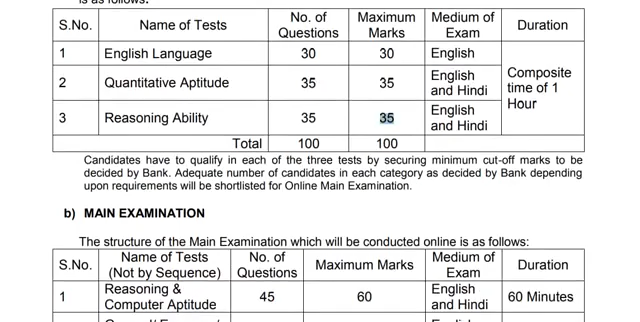 is as follows:
S.No. Name of Tests No. of Questions Maximum Marks Medium of Exam Duration
1 English Language 30 30 English Composite time of 1 Hour
2 Quantitative Aptitude 35 35 English and Hindi
3 Reasoning Ability 35 35 English and Hindi
Total 100 100
Candidates have to qualify in each of the three tests by securing minimum cut-off marks to be
decided by Bank. Adequate number of candidates in each category as decided by Bank depending
upon requirements will be shortlisted for Online Main Examination.
b) MAIN EXAMINATION
The structure of the Main Examination which will be conducted online is as follows:
S.No. Name of Tests (Not by Sequence) No. of Questions Maximum Marks Medium of Exam Duration
1 Reasoning & Computer Aptitude 45 60 English and Hindi 60 Minutes